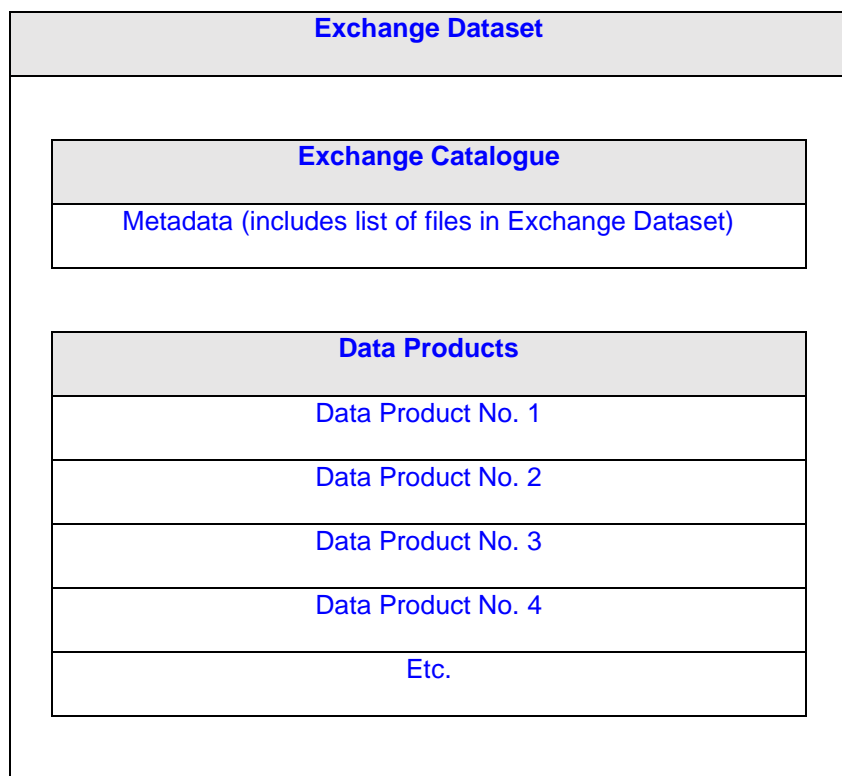 Exchange Dataset
Exchange Catalogue
Metadata (includes list of files in Exchange Dataset)
Data Products
Data Product No. 1
Data Product No. 2
Data Product No. 3
Data Product No. 4
Etc.